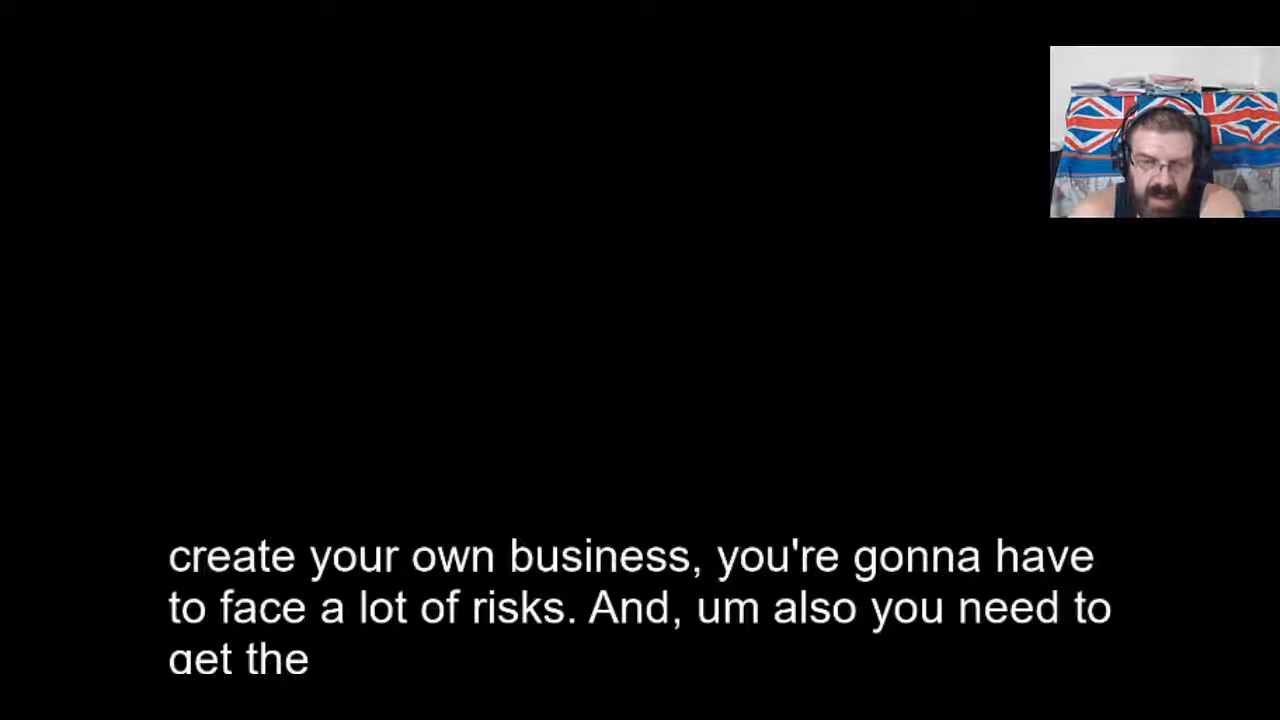 create your own business, you're gonna have
to face a lot of risks. And, um also you need to
get the